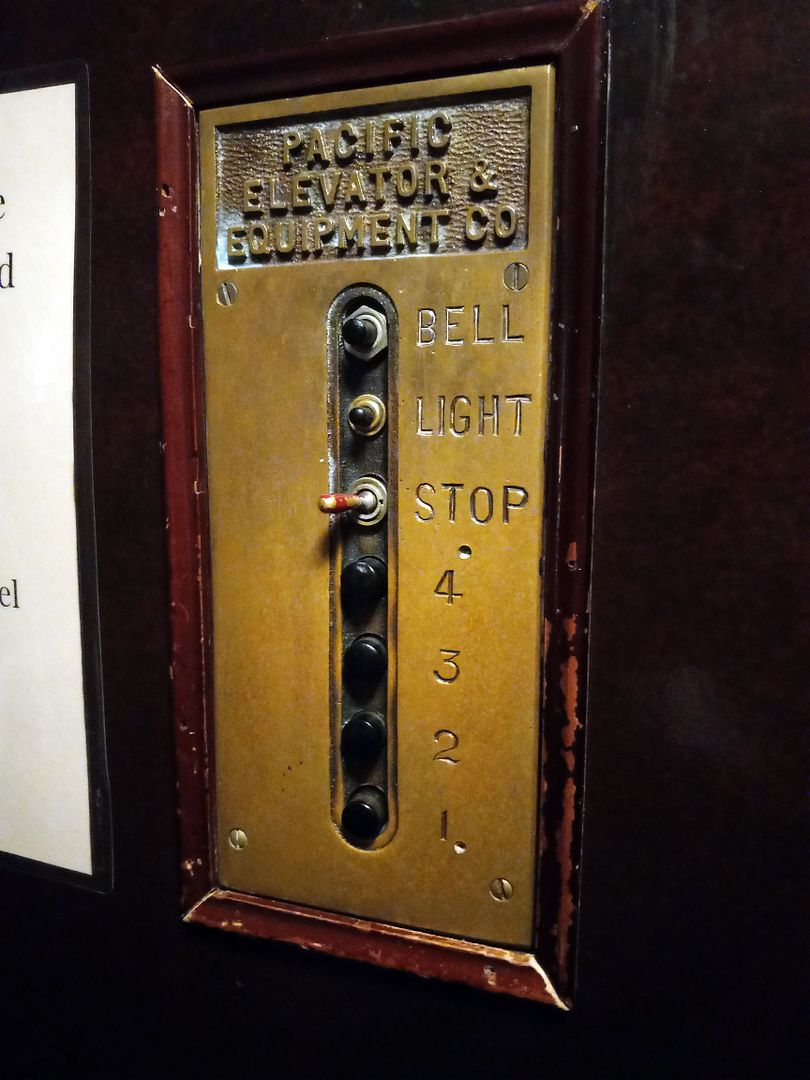 PACIFIC
ELEVATOR &
EQUIPMENT CO
BELL
LIGHT
STOP
4
3
2
1